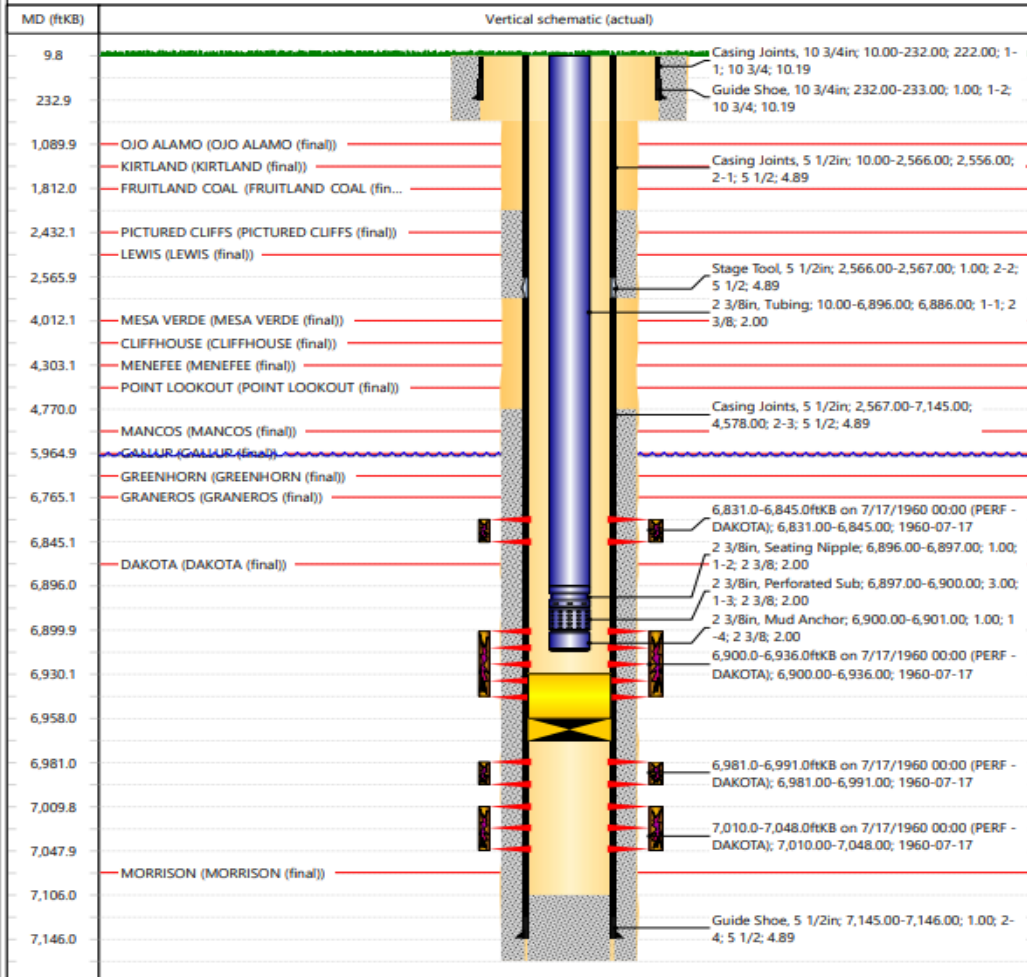 MD (ftKB)
Vertical schematic (actual)
9.8
232.9
1,089.9
1,812.0
2,432.1
2,565.9
4,012.1
4,303.1
4,770.0
5,964.9
6,765.1
6,845.1
6,896.0
6,899.9
6,930.1
6,958.0
6,981.0
7,009.8
7,047.9
7,106.0
7,146.0
OJO ALAMO (OJO ALAMO (final))
KIRTLAND (KIRTLAND (final))
FRUITLAND COAL (FRUITLAND COAL (fin...
PICTURED CLIFFS (PICTURED CLIFFS (final))
LEWIS (LEWIS (final))
MESA VERDE (MESA VERDE (final))
CLIFFHOUSE (CLIFFHOUSE (final))
MENEFEE (MENEFEE (final))
POINT LOOKOUT (POINT LOOKOUT (final))
MANCOS (MANCOS (final))
GALLUP (GALLUP (final))
GREENHORN (GREENHORN (final))
GRANEROS (GRANEROS (final))
DAKOTA (DAKOTA (final))
MORRISON (MORRISON (final))
Casing Joints, 10 3/4in; 10.00-232.00; 222.00; 1-
1; 10 3/4; 10.19
Guide Shoe, 10 3/4in; 232.00-233.00; 1.00; 1-2;
10 3/4; 10.19
Casing Joints, 5 1/2in; 10.00-2,566.00; 2,556.00;
2-1; 5 1/2; 4.89
Stage Tool, 5 1/2in; 2,566.00-2,567.00; 1.00; 2-2;
5 1/2; 4.89
2 3/8in, Tubing; 10.00-6,896.00; 6,886.00; 1-1; 2
3/8; 2.00
Casing Joints, 5 1/2in; 2,567.00-7,145.00;
4,578.00; 2-3; 5 1/2; 4.89
6,831.0-6,845.0ftKB on 7/17/1960 00:00 (PERF -
DAKOTA); 6,831.00-6,845.00; 1960-07-17
2 3/8in, Seating Nipple; 6,896.00-6,897.00; 1.00;
1-2; 2 3/8; 2.00
2 3/8in, Perforated Sub; 6,897.00-6,900.00; 3.00;
1-3; 2 3/8; 2.00
2 3/8in, Mud Anchor; 6,900.00-6,901.00; 1.00; 1
-4; 2 3/8; 2.00
6,900.0-6,936.0ftKB on 7/17/1960 00:00 (PERF -
DAKOTA); 6,900.00-6,936.00; 1960-07-17
6,981.0-6,991.0ftKB on 7/17/1960 00:00 (PERF -
DAKOTA); 6,981.00-6,991.00; 1960-07-17
7,010.0-7,048.0ftKB on 7/17/1960 00:00 (PERF -
DAKOTA); 7,010.00-7,048.00; 1960-07-17
Guide Shoe, 5 1/2in; 7,145.00-7,146.00; 1.00; 2-
4; 5 1/2; 4.89